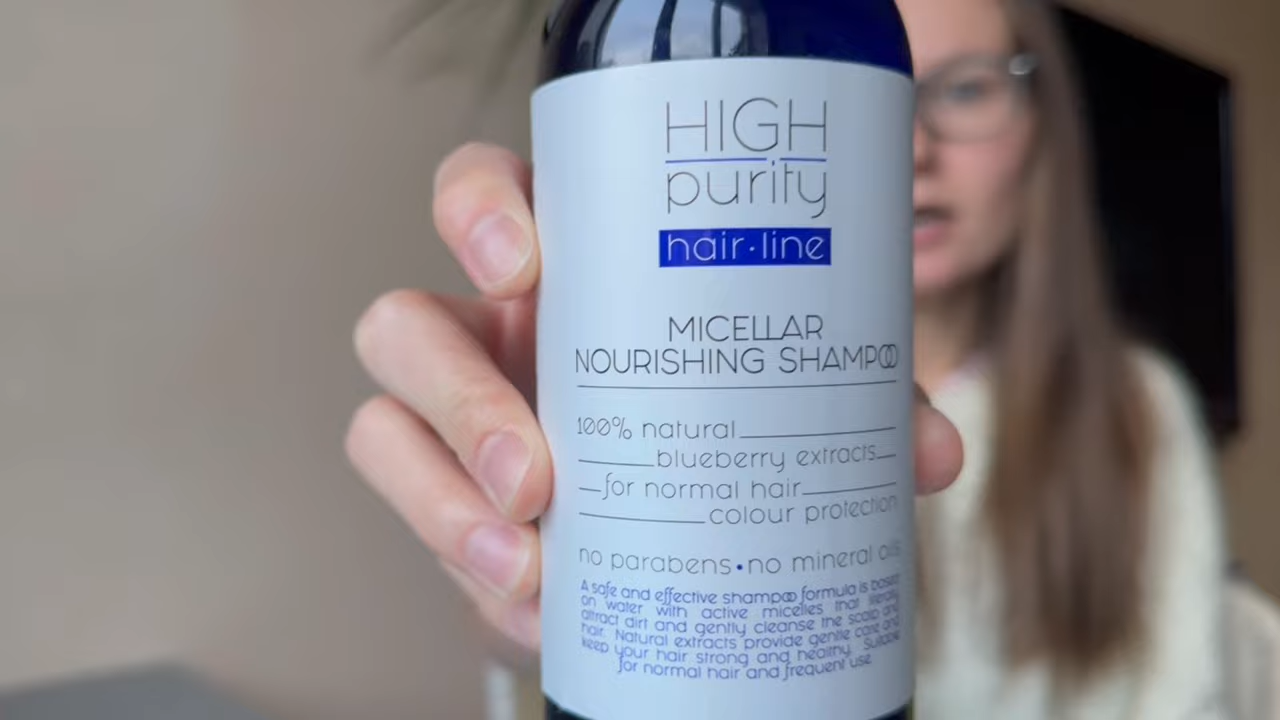 HIGH
purity
hair·line
MICELLAR
NOURISHING SHAMPOO
100% natural
blueberry extracts
for normal hair
colour protection
no parabens•no mineral oils
A safe and effective shampoo formula is based
on water with active micelles that literally
attract dirt and gently cleanse the scalp and
hair. Natural extracts provide gentle care and
keep your hair strong and healthy. Suitable
for normal hair and frequent use